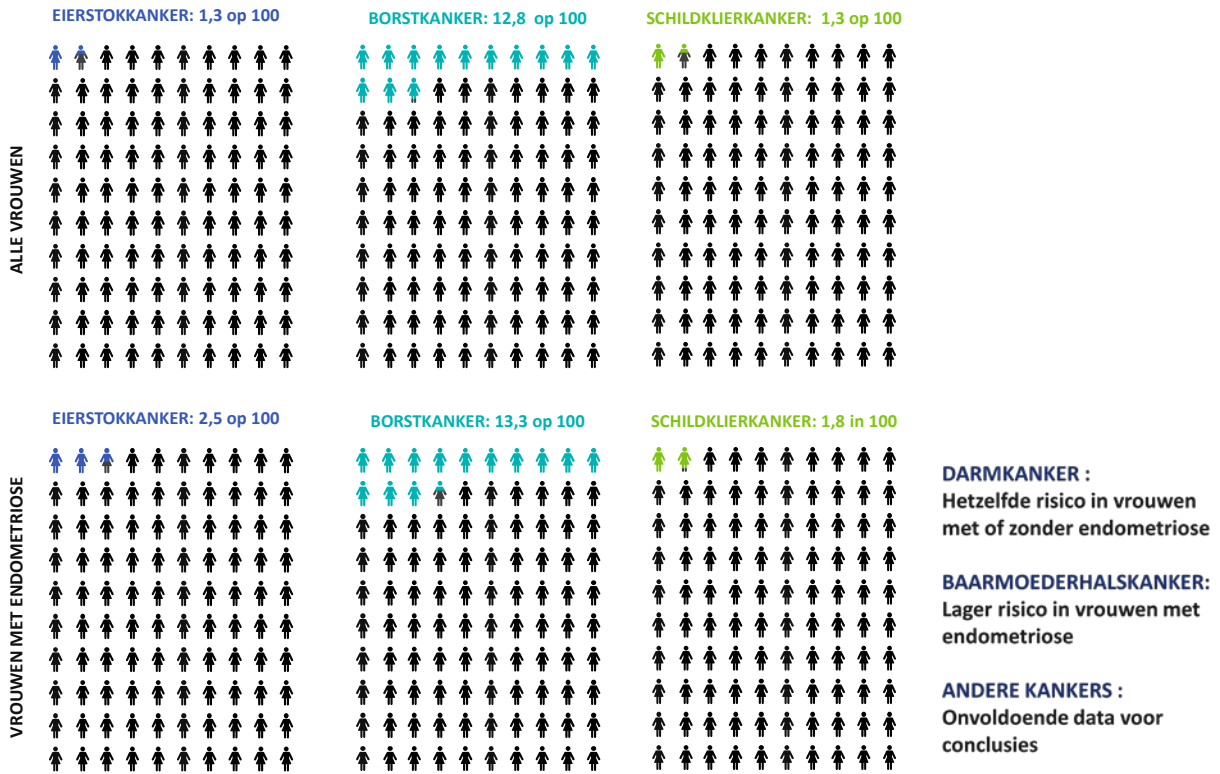 EIERSTOKKANKER: 1,3 op 100
BORSTKANKER: 12,8 op 100
SCHILDKLIERKANKER: 1,3 op 100
ALLE VROUWEN
EIERSTOKKANKER: 2,5 op 100
BORSTKANKER: 13,3 op 100
SCHILDKLIERKANKER: 1,8 in 100
VROUWEN MET ENDOMETRIOSE
DARMKANKER :
Hetzelfde risico in vrouwen
met of zonder endometriose
BAARMOEDERHALSKANKER:
Lager risico in vrouwen met
endometriose
ANDERE KANKERS :
Onvoldoende data voor
conclusies